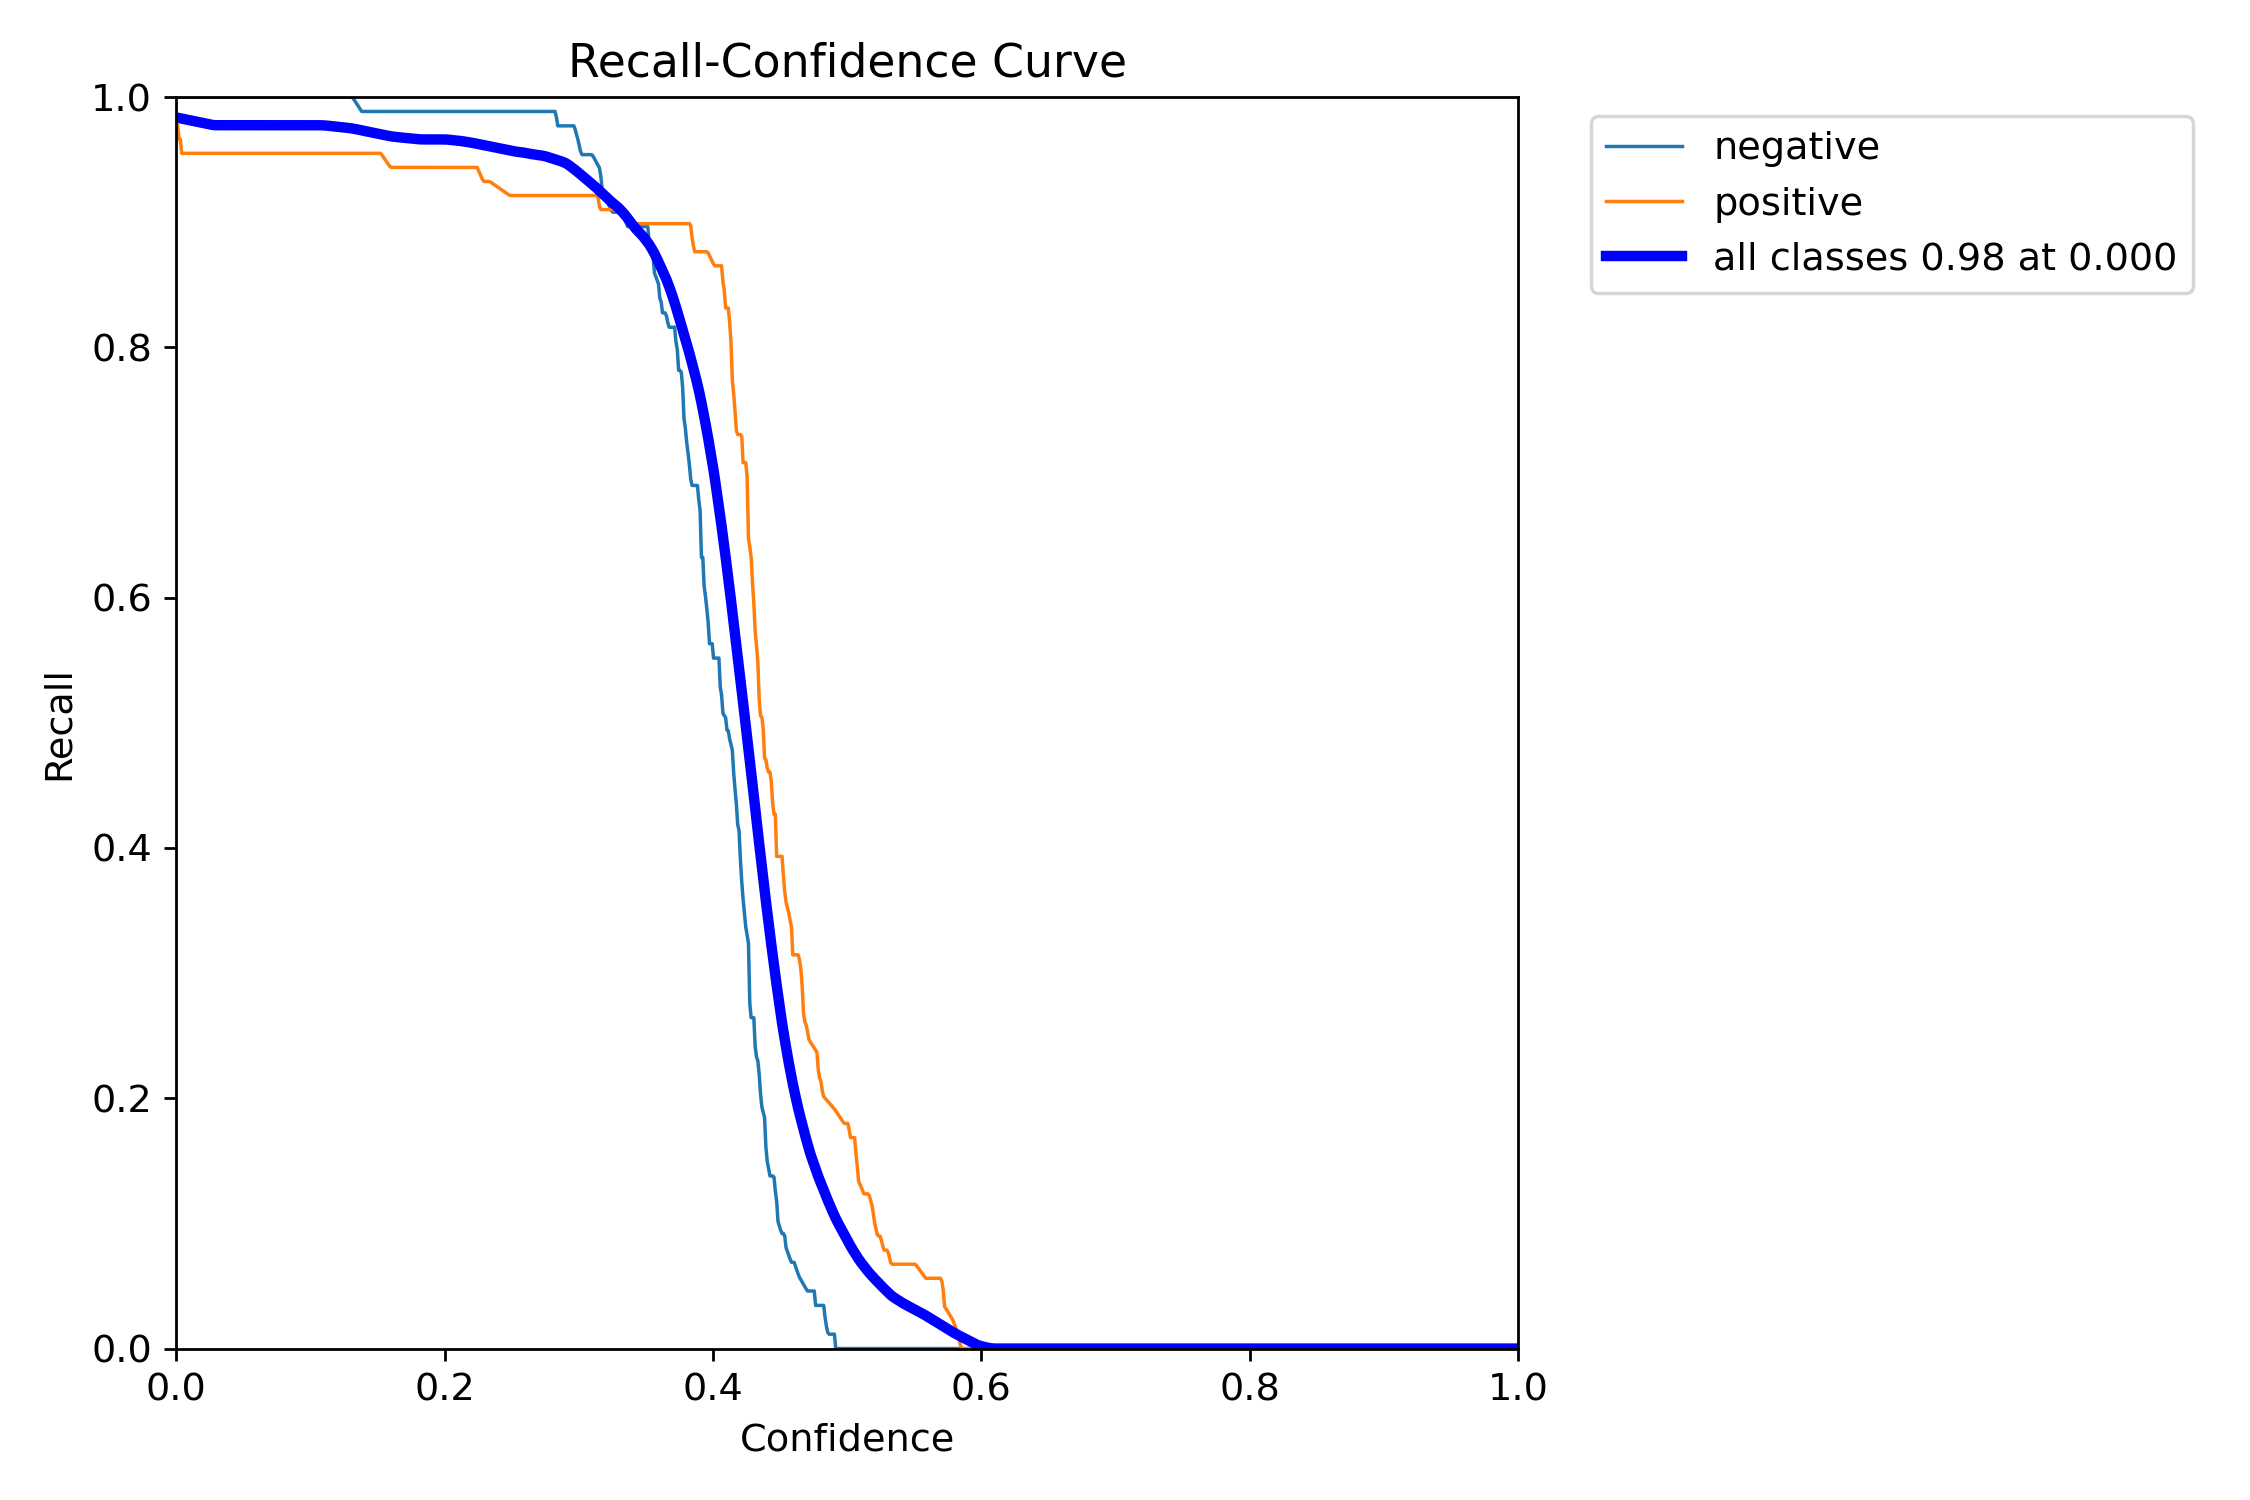 Recall-Confidence Curve
1.0
0.8
0.6
0.4
0.2
0.0
Recall
0.0 0.2 0.4 0.6 0.8 1.0
Confidence
negative
positive
all classes 0.98 at 0.000